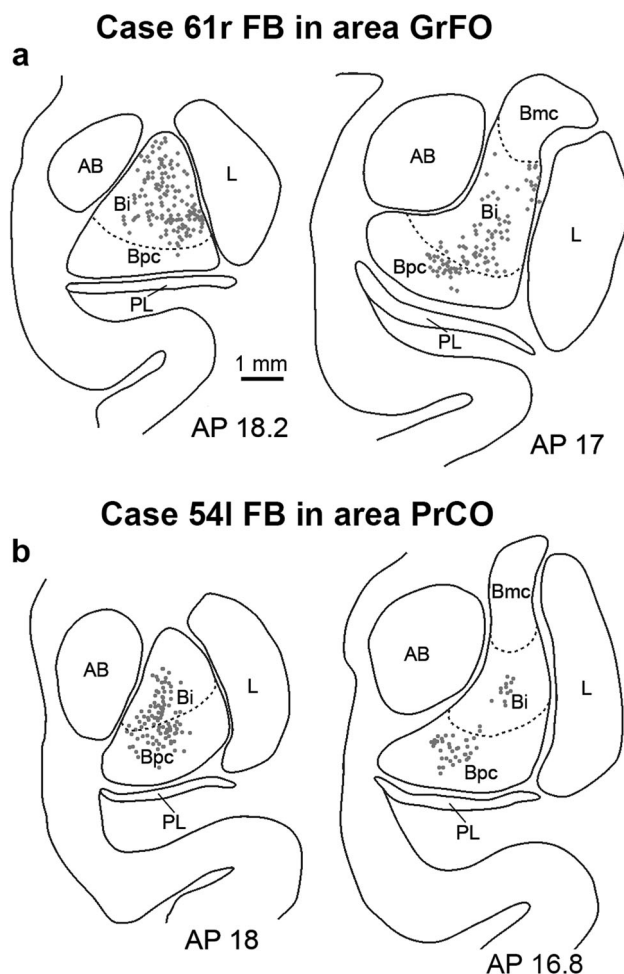 Case 61r FB in area GrFO
a
Bmc
AB
L
AB
Bi
Bi
L
Bpc
Bpc
PL
PL
1 mm
AP 18.2
AP 17
Case 54l FB in area PrCO
b
Bmc
AB
L
AB
L
Bi
Bi
Bpc
Bpc
PL
PL
AP 18
AP 16.8